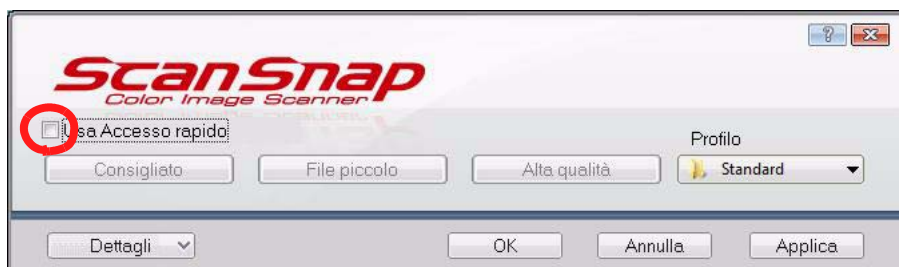 ?
ScanSnap
Color Image Scanner
Usa Accesso rapido
Profilo
Consigliato File piccolo Alta qualità Standard
Dettagli OK Annulla Applica